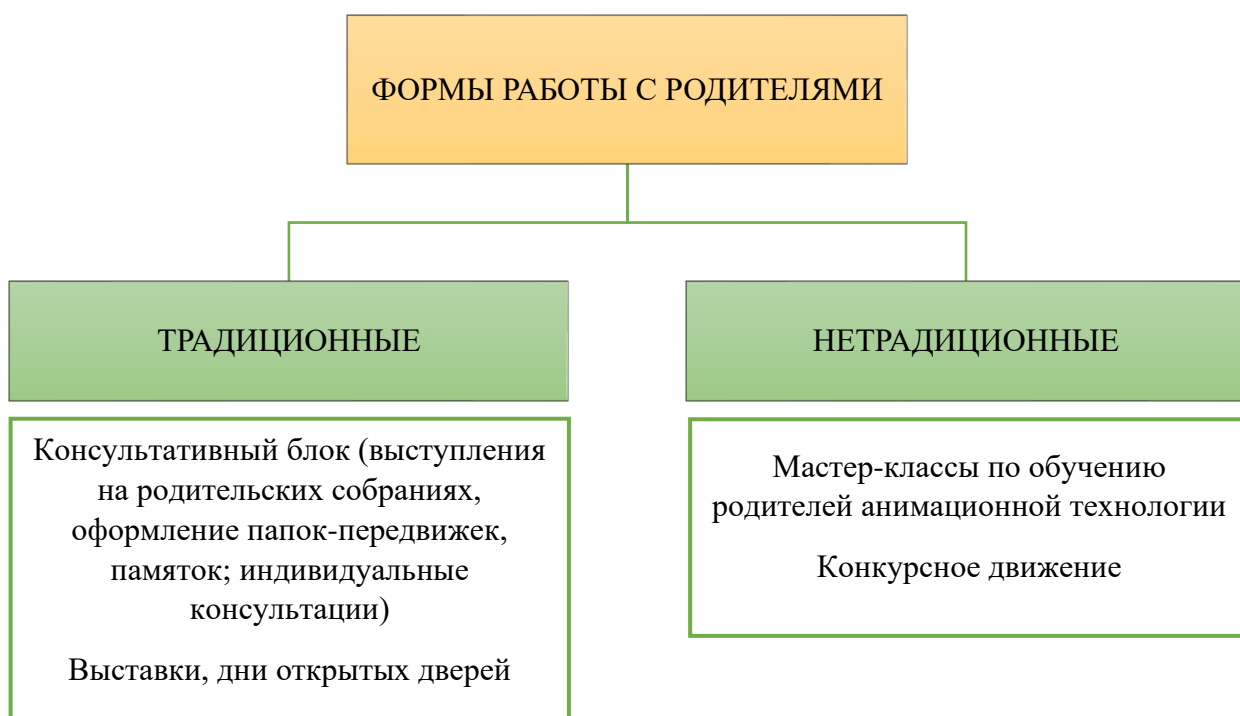 ФОРМЫ РАБОТЫ С РОДИТЕЛЯМИ
ТРАДИЦИОННЫЕ
Консультативный блок (выступления
на родительских собраниях,
оформление папок-передвижек,
памяток; индивидуальные
консультации)
Выставки, дни открытых дверей
НЕТРАДИЦИОННЫЕ
Мастер-классы по обучению
родителей анимационной технологии
Конкурсное движение